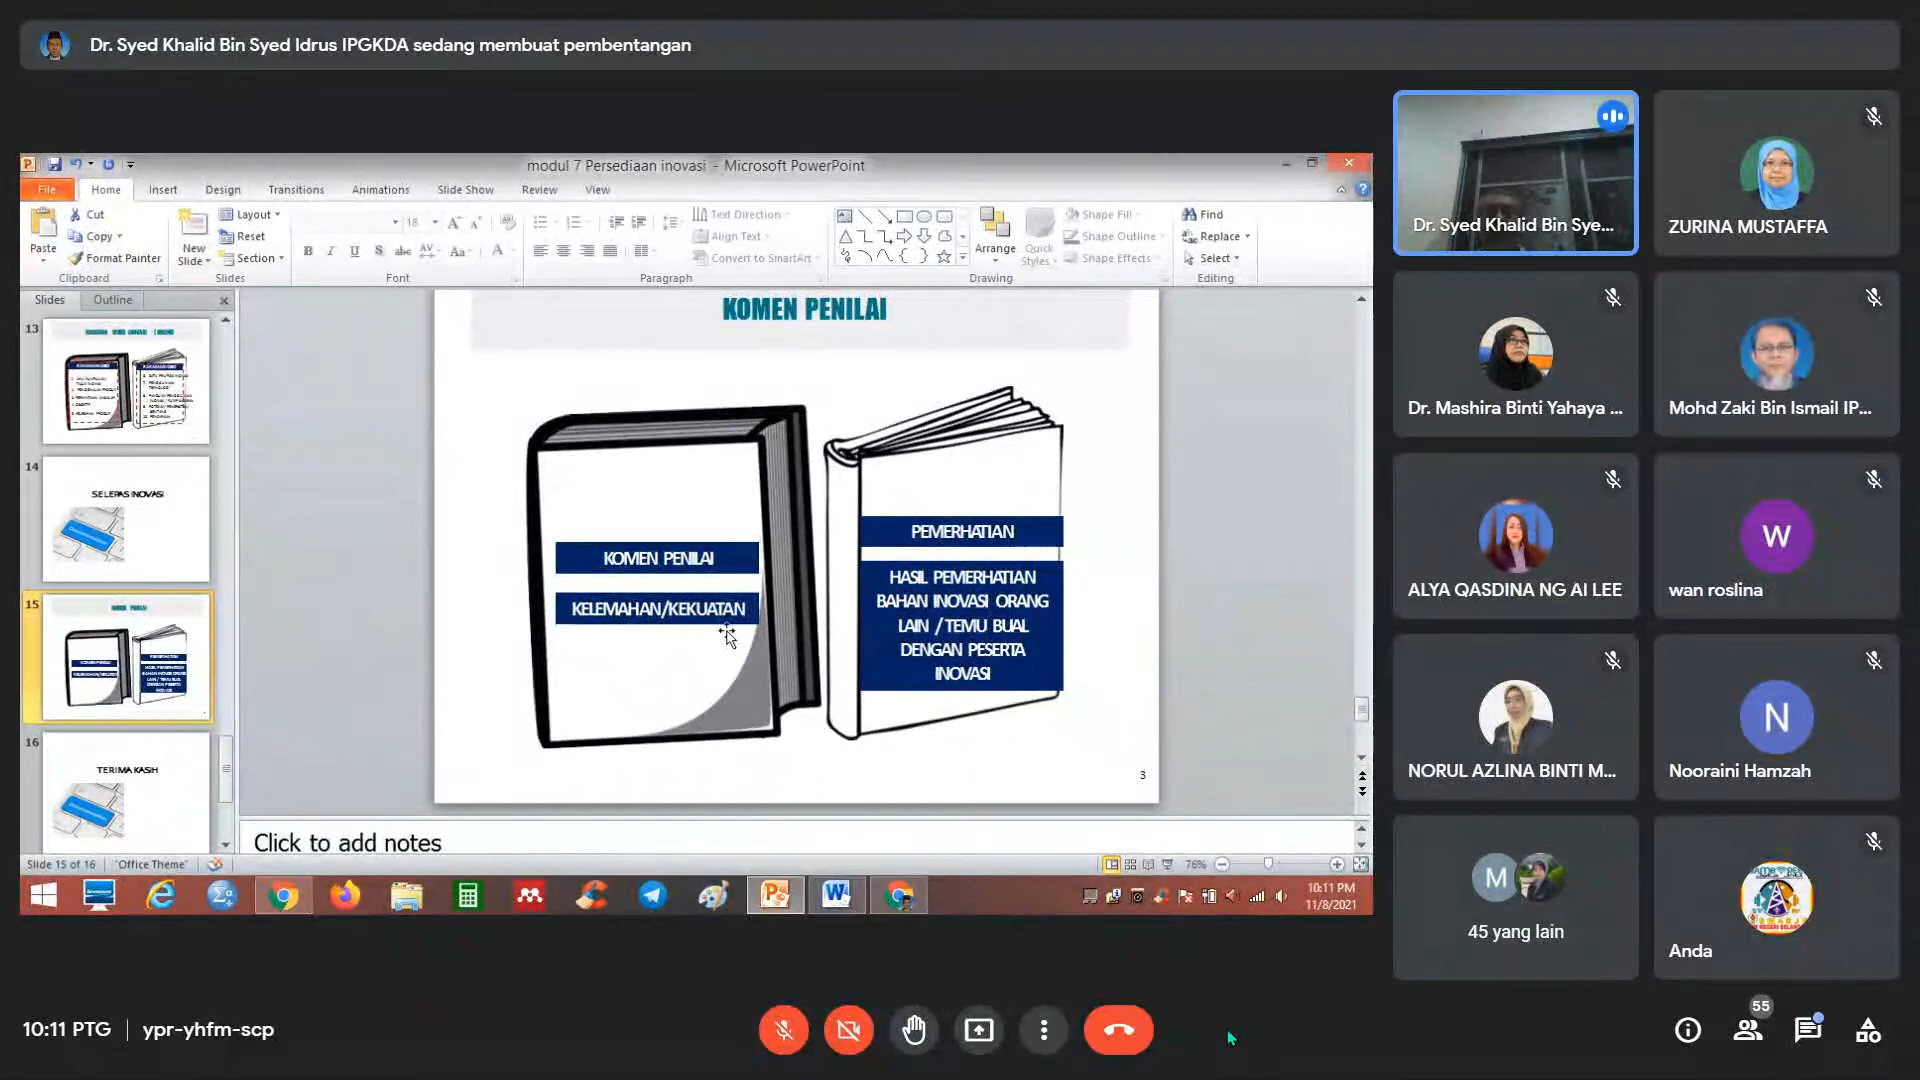 Dr. Syed Khalid Bin Syed Idrus IPGKDA sedang membuat pembentangan
modul 7 Persediaan inovasi - Microsoft PowerPoint
File Home Insert Design Transitions Animations Slide Show Review View
Paste
Cut
Copy
Format Painter
Clipboard
New Slide
Layout
Reset
Section
Slides
18
Font
Text Direction
Align Text
Convert to SmartArt
Paragraph
Arrange
Quick Styles
Shape Fill
Shape Outline
Shape Effects
Drawing
Find
Replace
Select
Editing
Slides Outline
13
14
SELEPAS INOVASI
15
KOMEN PENILAI
16
TERIMA KASIH
KOMEN PENILAI
KOMEN PENILAI
KELEMAHAN/KEKUATAN
PEMERHATIAN
HASIL PEMERHATIAN
BAHAN INOVASI ORANG
LAIN / TEMU BUAL
DENGAN PESERTA
INOVASI
3
Click to add notes
Slide 15 of 16 "Office Theme" 76%
10:11 PM
11/8/2021
Dr. Syed Khalid Bin Sye...
ZURINA MUSTAFFA
Dr. Mashira Binti Yahaya ...
Mohd Zaki Bin Ismail IP...
ALYA QASDINA NG AI LEE
W
wan roslina
NORUL AZLINA BINTI M...
N
Nooraini Hamzah
M
45 yang lain
Anda
10:11 PTG | ypr-yhfm-scp
55